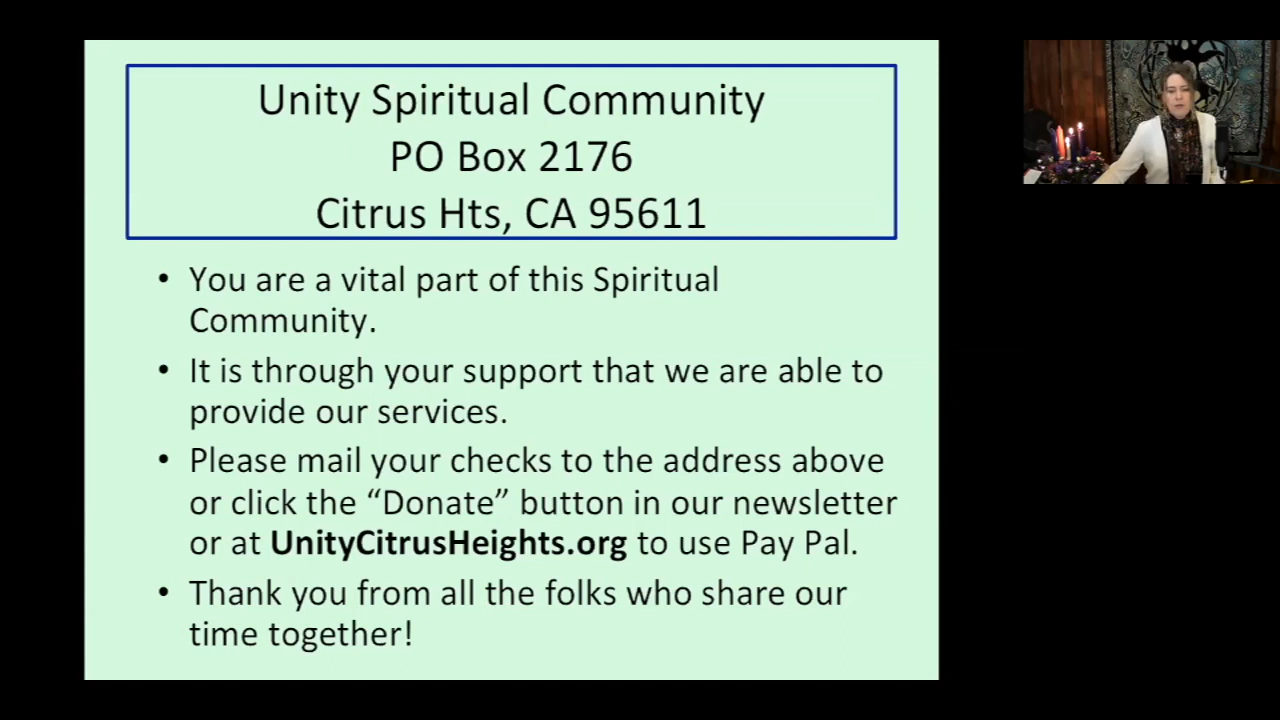 Unity Spiritual Community
PO Box 2176
Citrus Hts, CA 95611
• You are a vital part of this Spiritual
Community.
• It is through your support that we are able to
provide our services.
• Please mail your checks to the address above
or click the “Donate” button in our newsletter
or at UnityCitrusHeights.org to use Pay Pal.
• Thank you from all the folks who share our
time together!